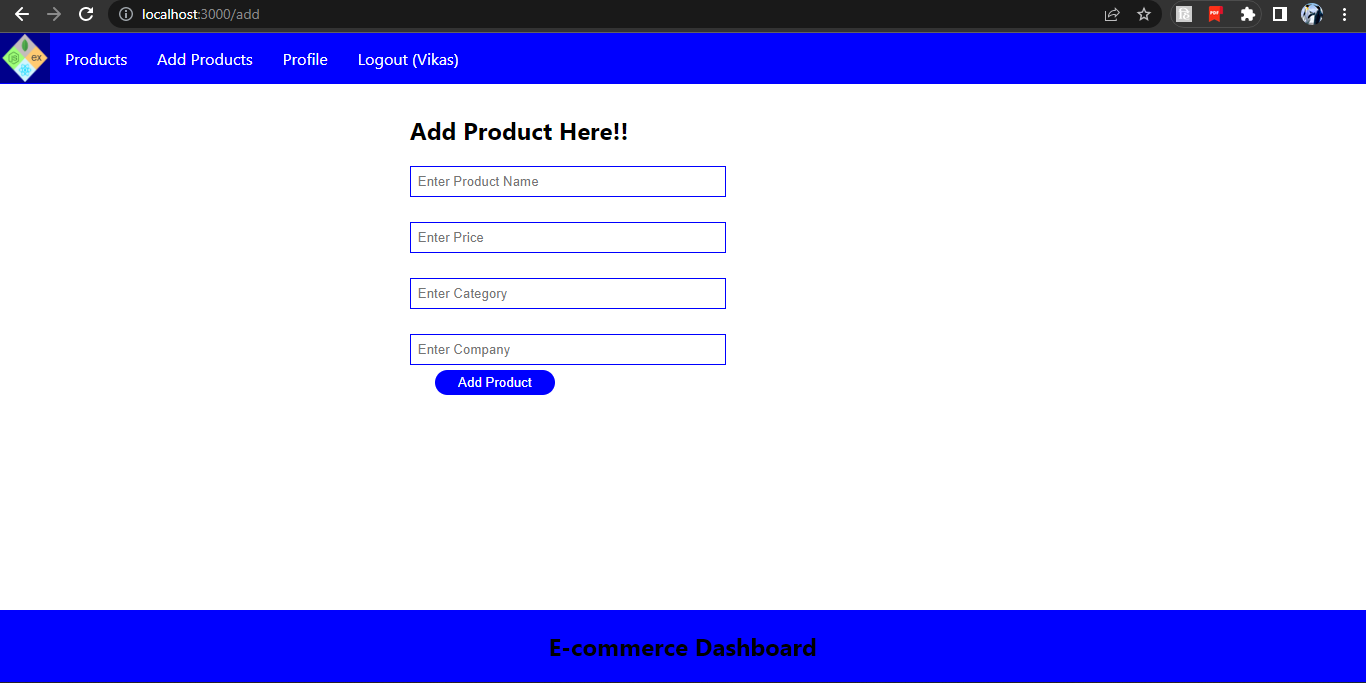 localhost:3000/add
ex
Products Add Products Profile Logout (Vikas)
Add Product Here!!
Enter Product Name
Enter Price
Enter Category
Enter Company
Add Product
E-commerce Dashboard